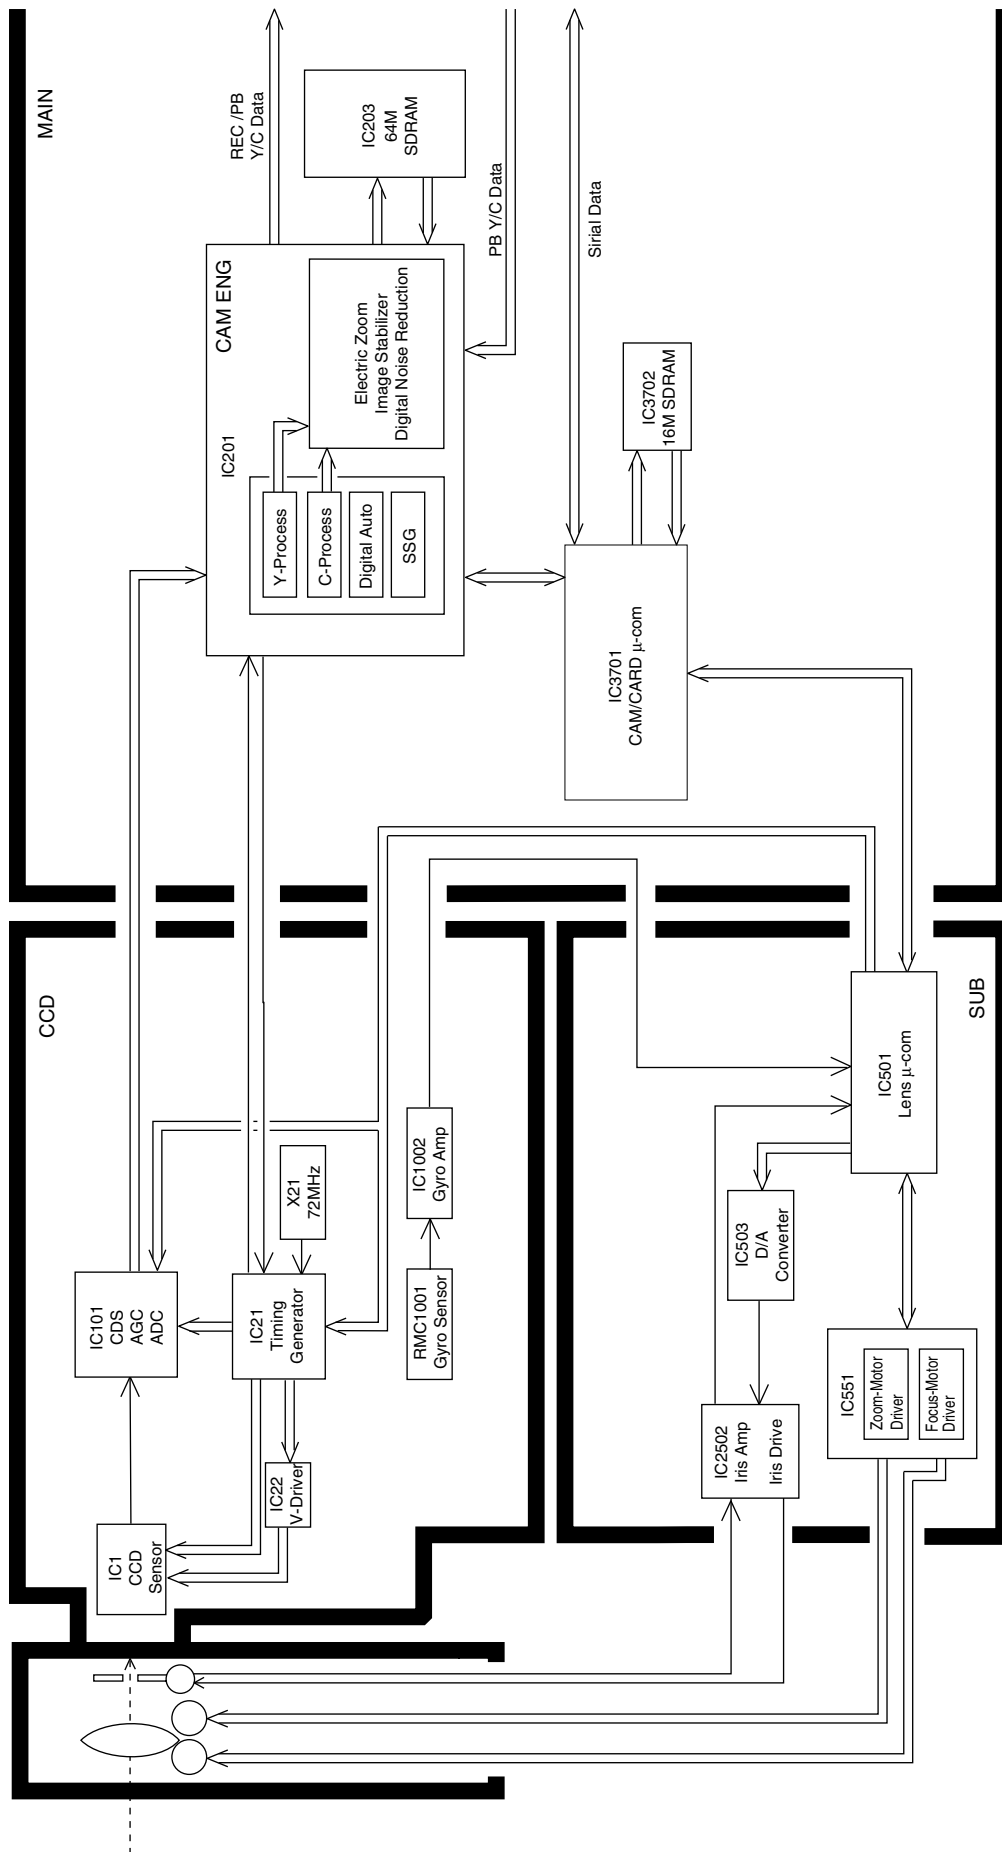 CCD
MAIN
SUB
IC1
CCD
Sensor
IC101
CDS
AGC
ADC
IC21
Timing
Generator
X21
72MHz
IC22
V-Driver
RMC1001
Gyro Sensor
IC1002
Gyro Amp
IC201
CAM ENG
Y-Process
C-Process
Digital Auto
SSG
Electric Zoom
Image Stabilizer
Digital Noise Reduction
REC /PB
Y/C Data
IC203
64M
SDRAM
PB Y/C Data
Sirial Data
IC3701
CAM/CARD μ-com
IC3702
16M SDRAM
IC2502
Iris Amp
Iris Drive
IC503
D/A
Converter
IC501
Lens μ-com
IC551
Zoom-Motor
Driver
Focus-Motor
Driver